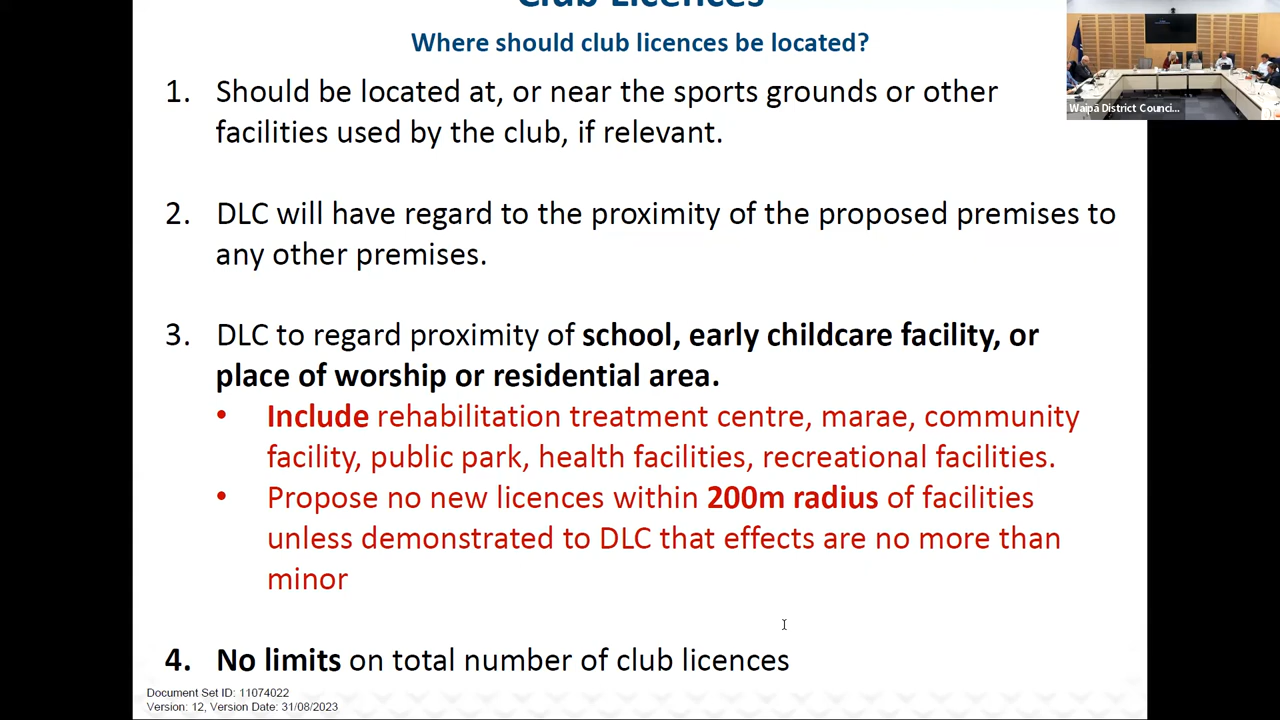 Club Licences
Where should club licences be located?
Waipā District Counci...
1. Should be located at, or near the sports grounds or other
facilities used by the club, if relevant.
2. DLC will have regard to the proximity of the proposed premises to
any other premises.
3. DLC to regard proximity of school, early childcare facility, or
place of worship or residential area.
• Include rehabilitation treatment centre, marae, community
facility, public park, health facilities, recreational facilities.
• Propose no new licences within 200m radius of facilities
unless demonstrated to DLC that effects are no more than
minor
4. No limits on total number of club licences
Document Set ID: 11074022
Version: 12, Version Date: 31/08/2023